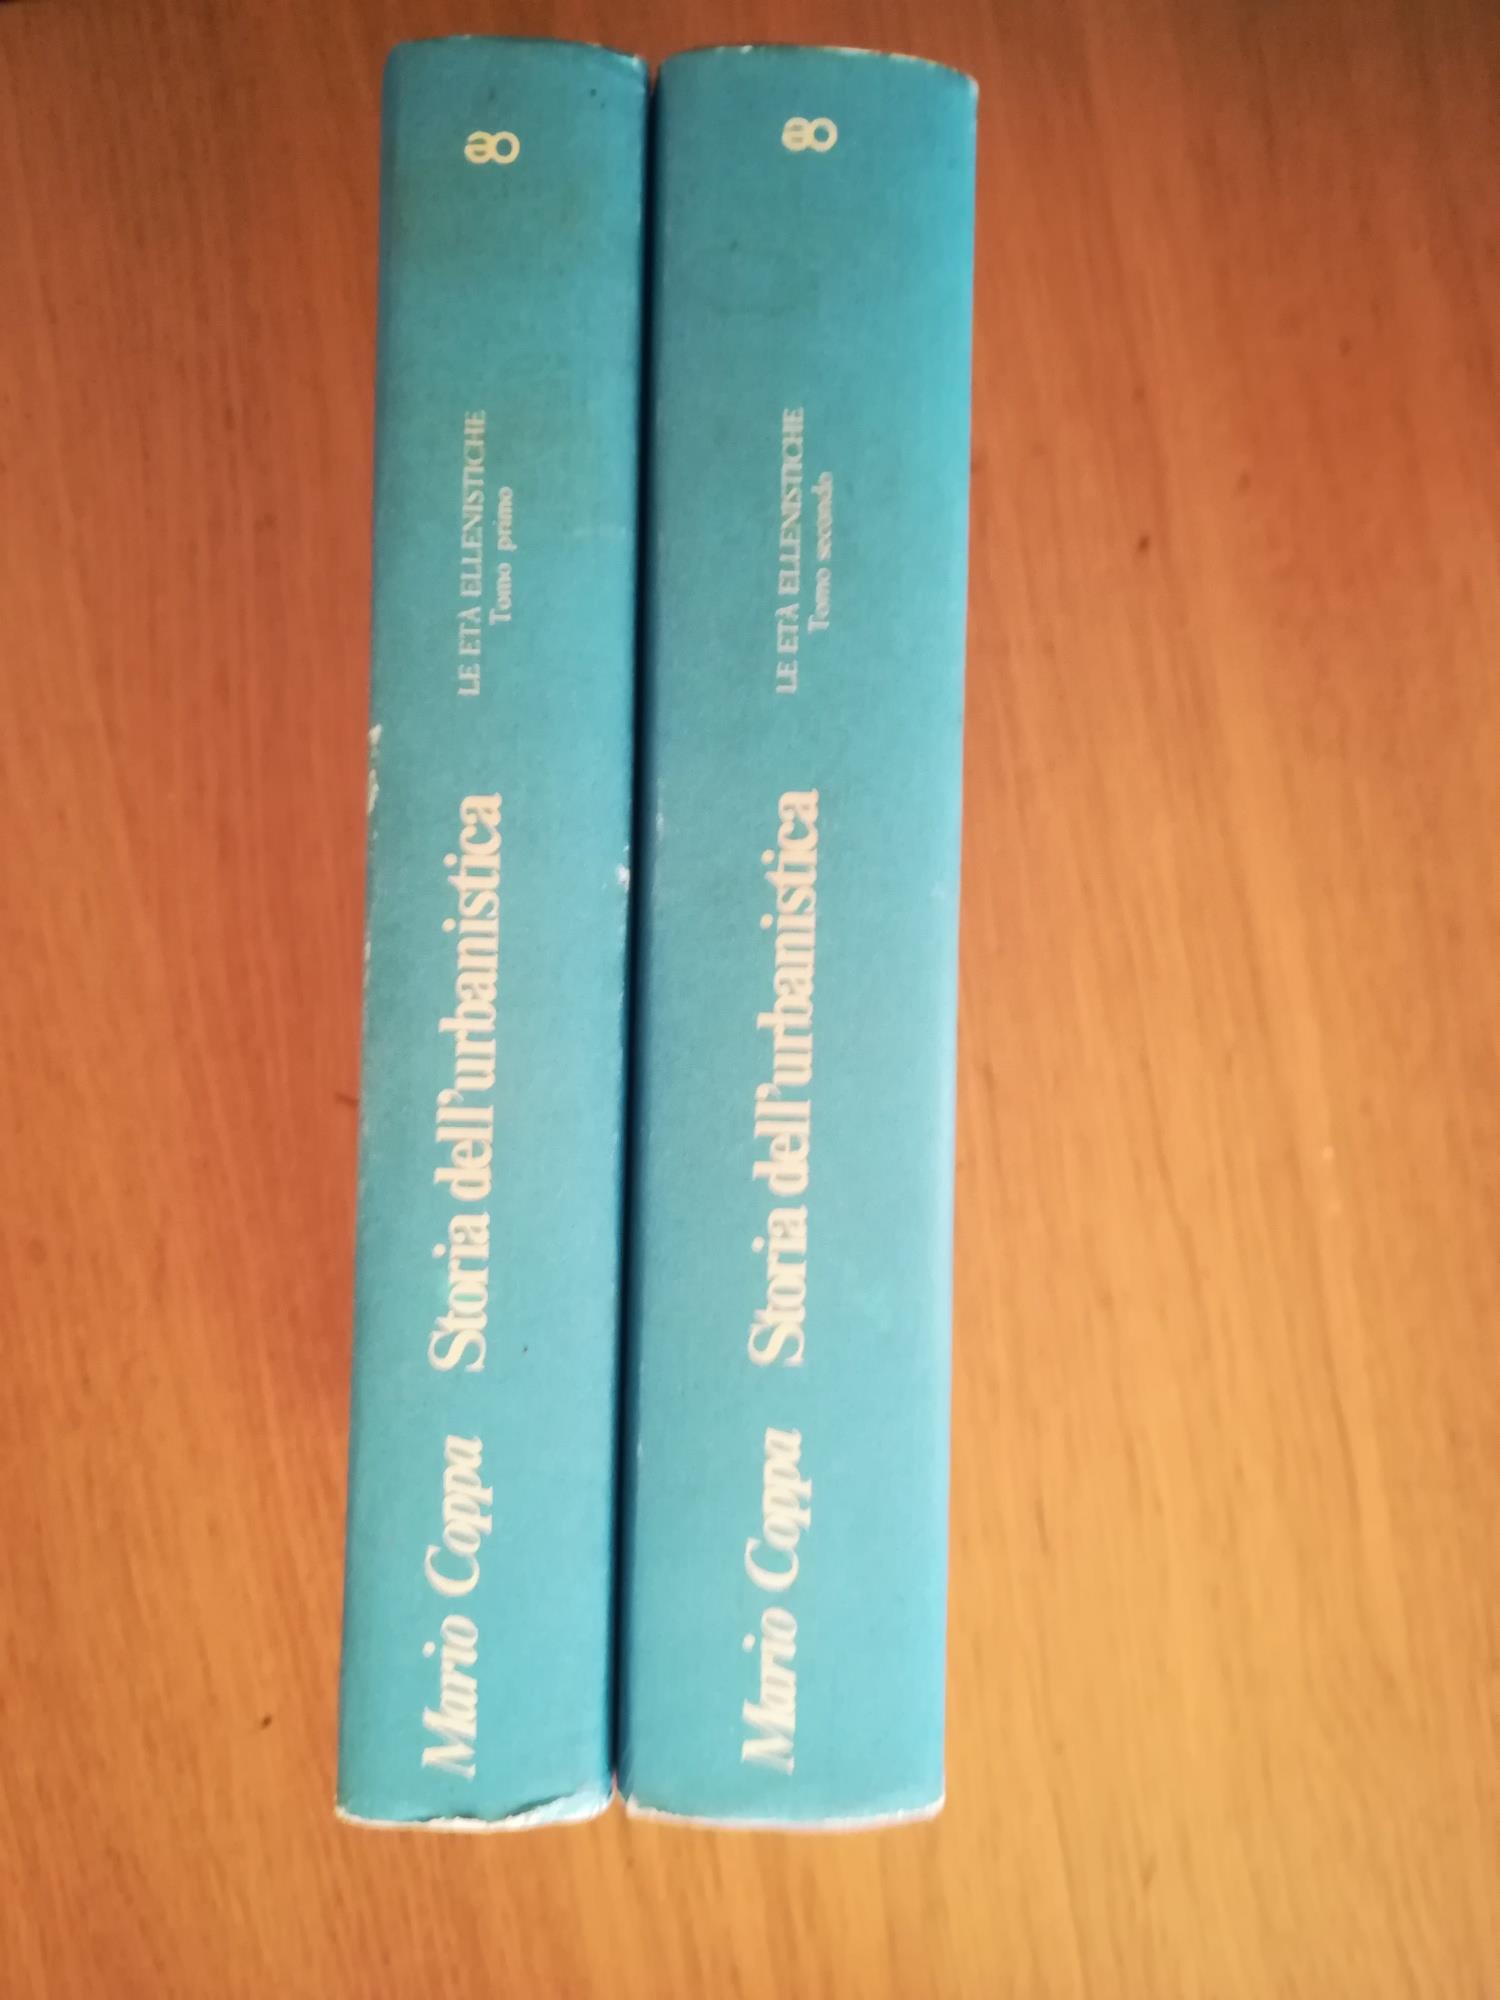 Mario Coppa Storia dell'urbanistica
LE ETÀ ELLENISTICHE
Tomo primo
Mario Coppa Storia dell'urbanistica
LE ETÀ ELLENISTICHE
Tomo secondo